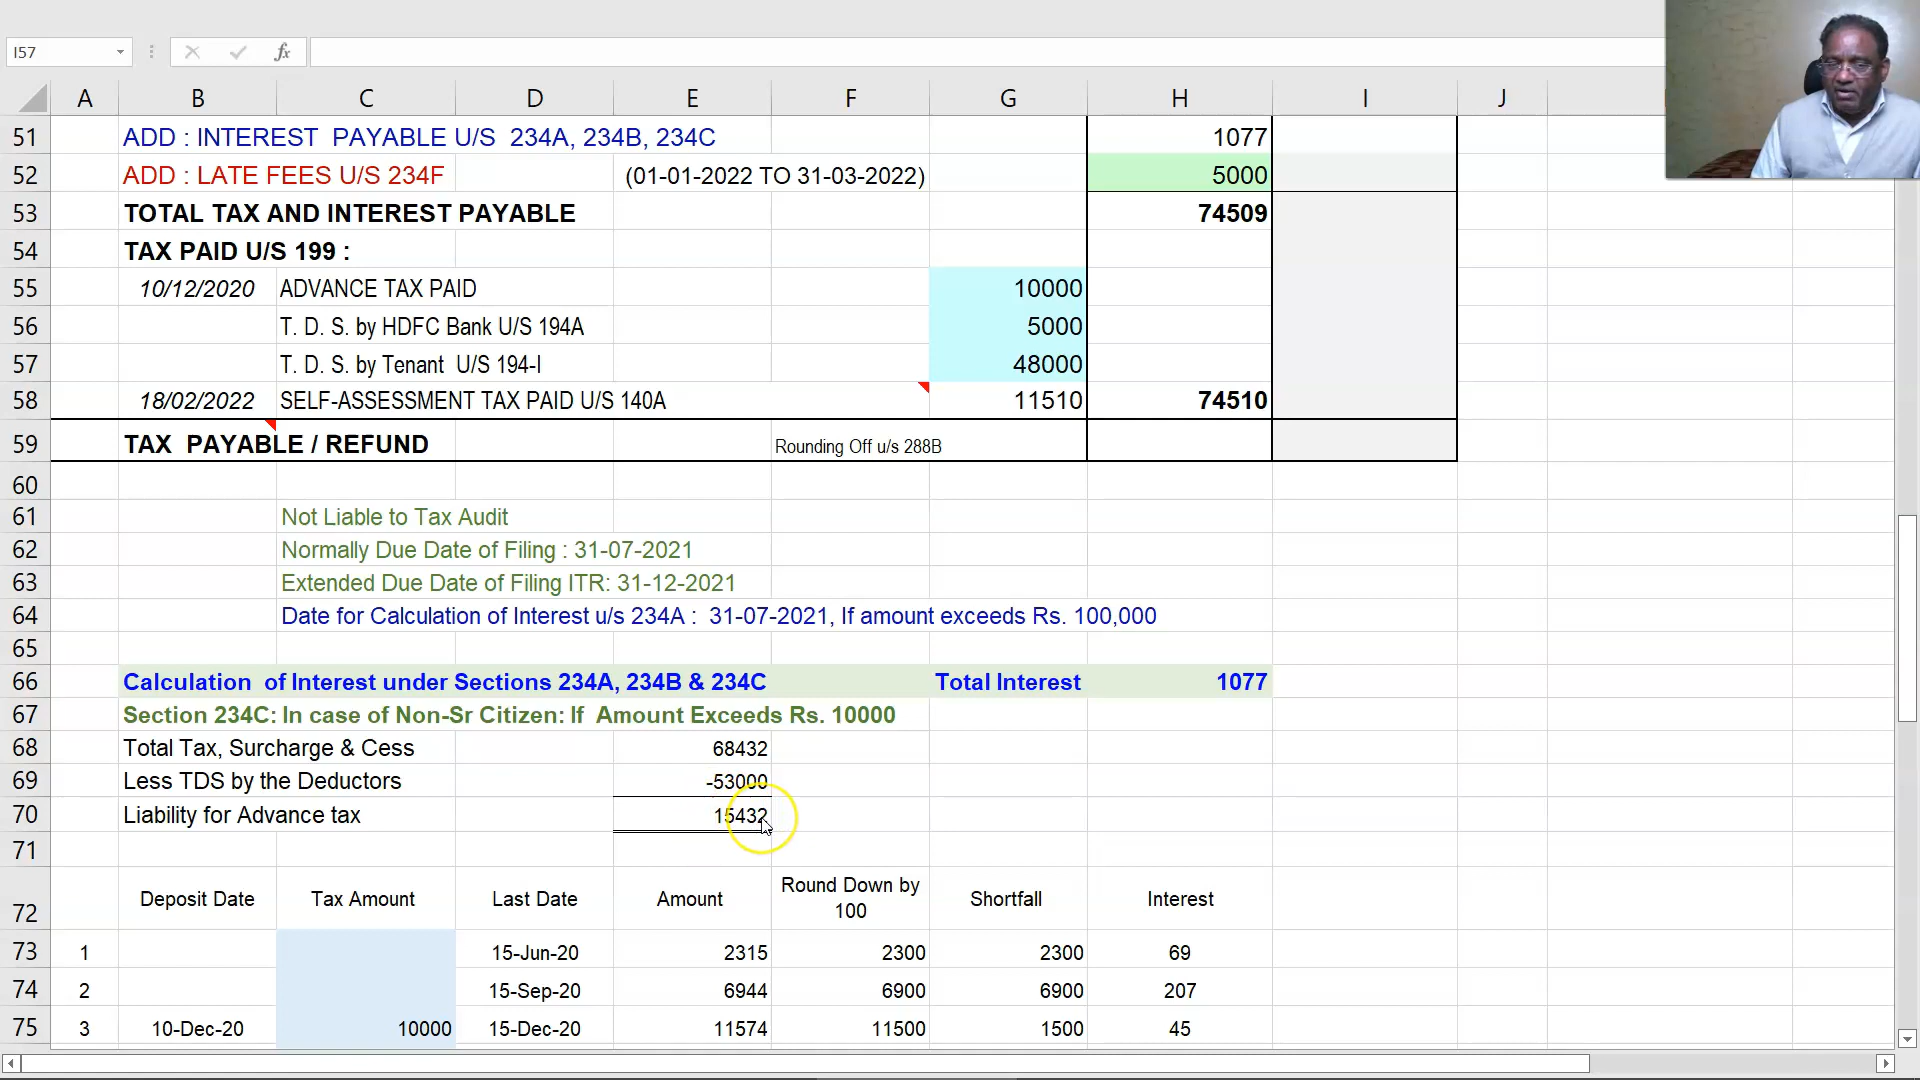 I57 fx
A B C D E F G H I J
51 ADD : INTEREST PAYABLE U/S 234A, 234B, 234C 1077
52 ADD : LATE FEES U/S 234F (01-01-2022 TO 31-03-2022) 5000
53 TOTAL TAX AND INTEREST PAYABLE 74509
54 TAX PAID U/S 199 :
55 10/12/2020 ADVANCE TAX PAID 10000
56 T. D. S. by HDFC Bank U/S 194A 5000
57 T. D. S. by Tenant U/S 194-I 48000
58 18/02/2022 SELF-ASSESSMENT TAX PAID U/S 140A 11510 74510
59 TAX PAYABLE / REFUND Rounding Off u/s 288B
60
61 Not Liable to Tax Audit
62 Normally Due Date of Filing : 31-07-2021
63 Extended Due Date of Filing ITR: 31-12-2021
64 Date for Calculation of Interest u/s 234A : 31-07-2021, If amount exceeds Rs. 100,000
65
66 Calculation of Interest under Sections 234A, 234B & 234C Total Interest 1077
67 Section 234C: In case of Non-Sr Citizen: If Amount Exceeds Rs. 10000
68 Total Tax, Surcharge & Cess 68432
69 Less TDS by the Deductors -53000
70 Liability for Advance tax 15432
71
72 Deposit Date Tax Amount Last Date Amount Round Down by 100 Shortfall Interest
73 1 15-Jun-20 2315 2300 2300 69
74 2 15-Sep-20 6944 6900 6900 207
75 3 10-Dec-20 10000 15-Dec-20 11574 11500 1500 45